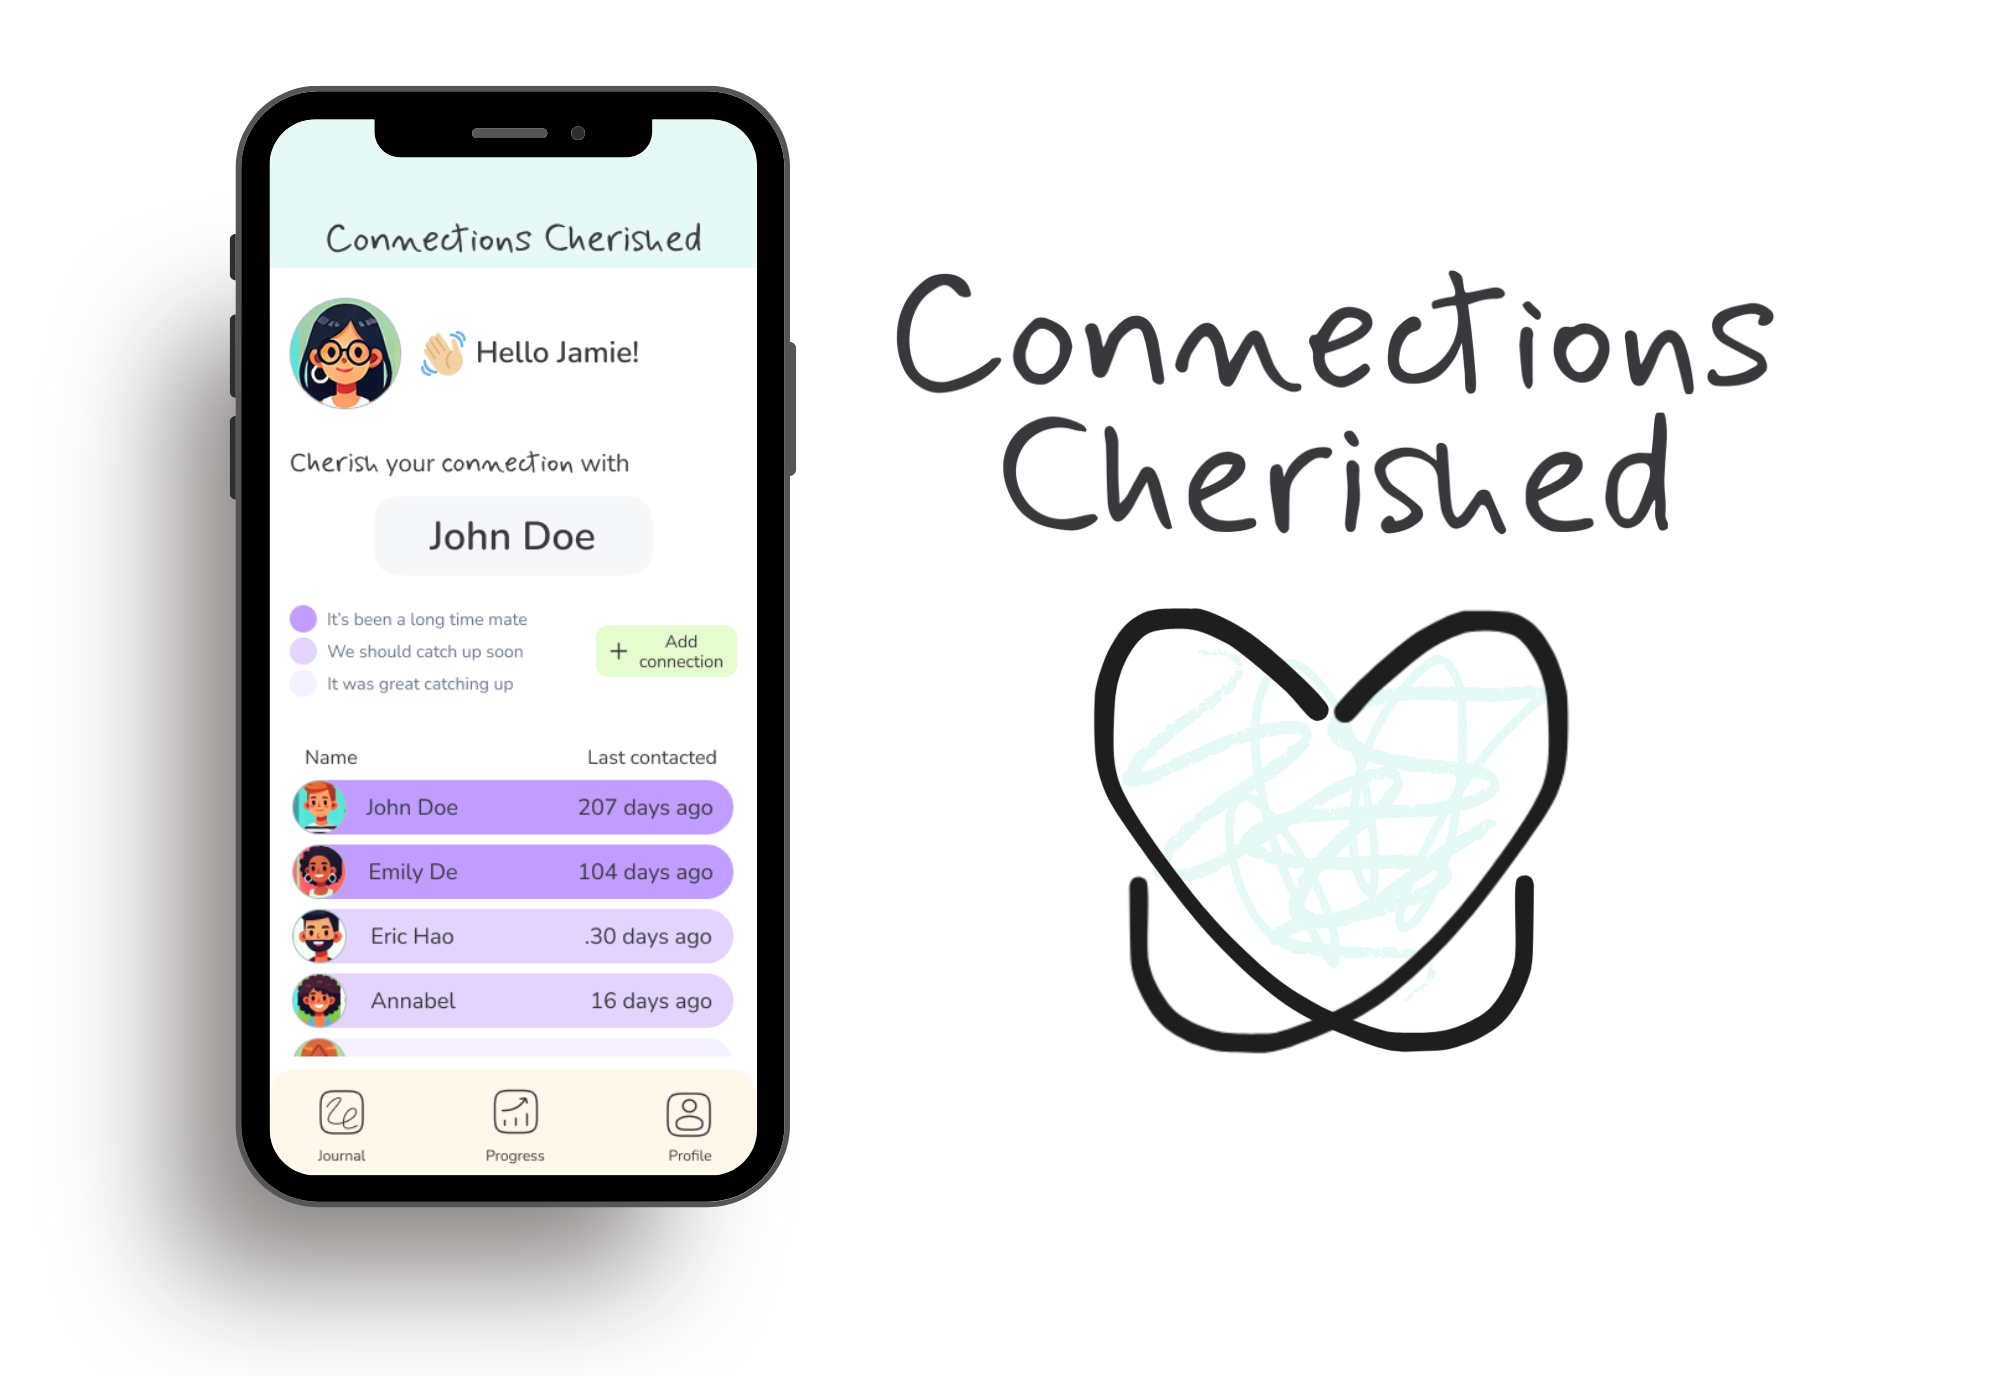 Connections Cherished
Hello Jamie!
Cherish your connection with
John Doe
It's been a long time mate
We should catch up soon
It was great catching up
+ Add
connection
Name Last contacted
John Doe 207 days ago
Emily De 104 days ago
Eric Hao .30 days ago
Annabel 16 days ago
Journal Progress Profile
Connections
Cherished